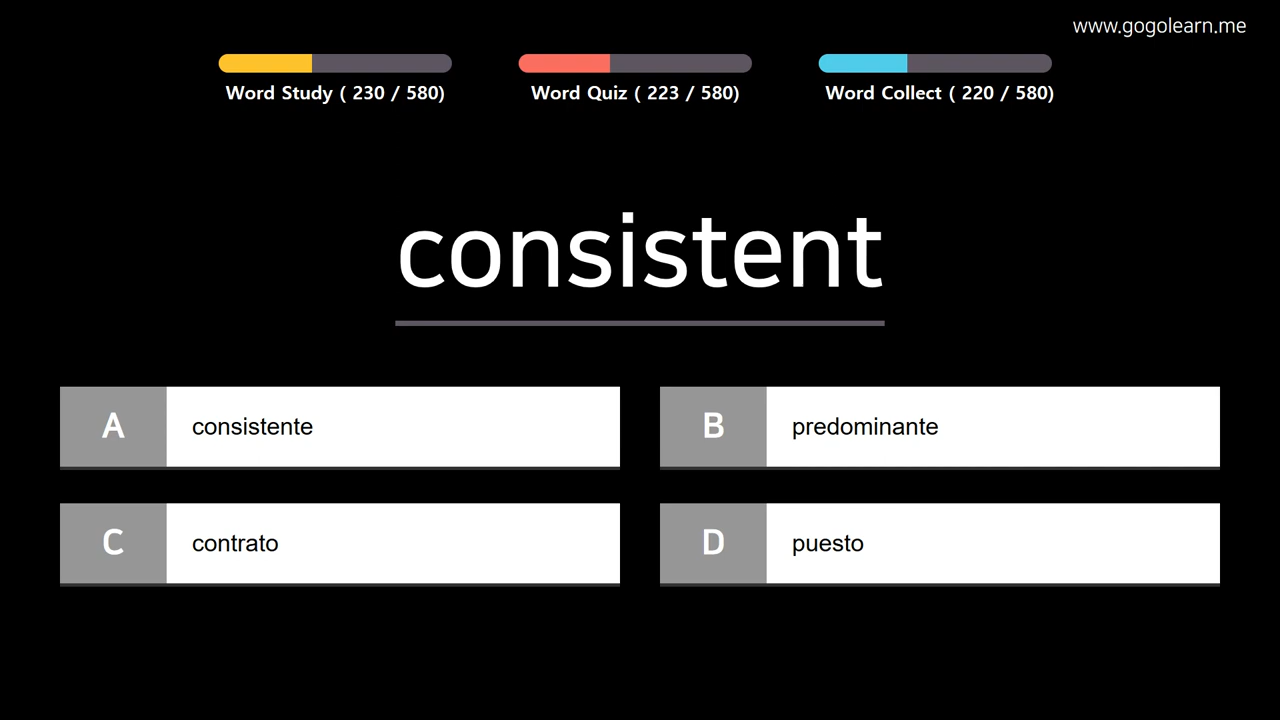 www.gogolearn.me
Word Study ( 230 / 580)
Word Quiz ( 223 / 580)
Word Collect ( 220 / 580)
consistent
A consistente
B predominante
C contrato
D puesto